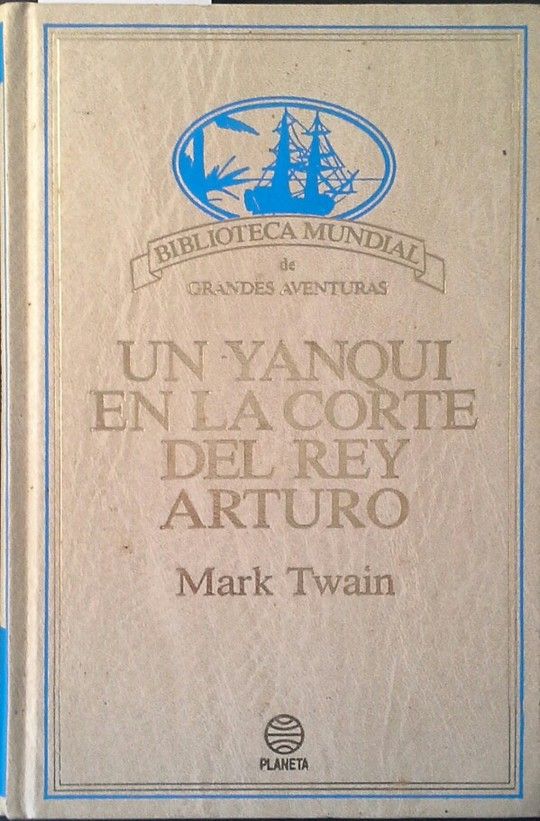 BIBLIOTECA MUNDIAL
de
GRANDES AVENTURAS
UN YANQUI
EN LA CORTE
DEL REY
ARTURO
Mark Twain
PLANETA